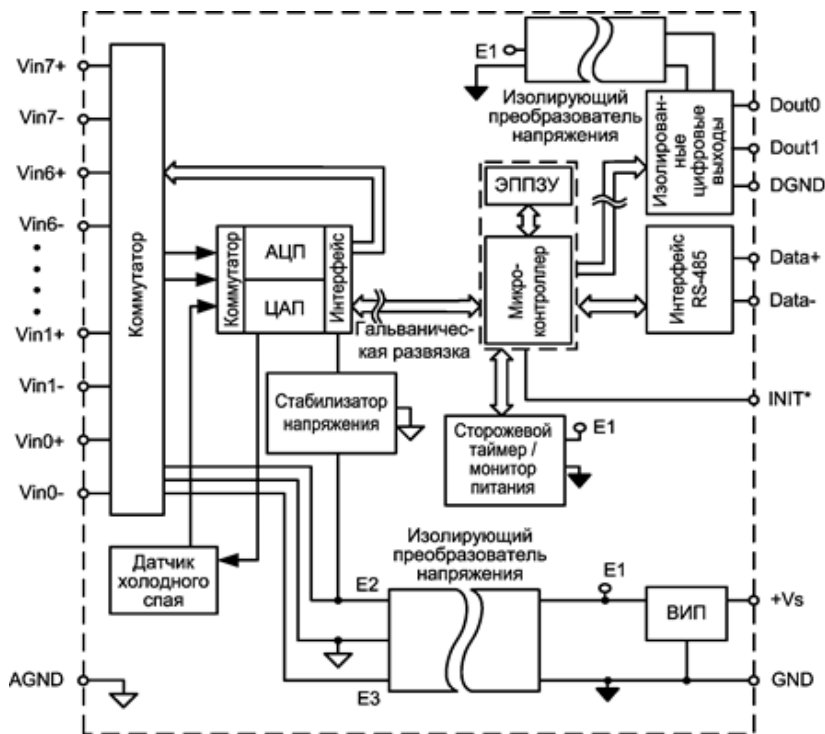 Vin7+
Vin7-
Vin6+
Vin6-
Vin1+
Vin1-
Vin0+
Vin0-
AGND
Коммутатор
Коммутатор
АЦП
ЦАП
Интерфейс
Гальваничес-
кая развязка
Стабилизатор
напряжения
Датчик
холодного
спая
E1
Изолирующий
преобразователь
напряжения
ЭППЗУ
Микро-
контроллер
Изолирован-
ные
цифровые
выходы
Интерфейс
RS-485
Сторожевой
таймер /
монитор
питания
E1
Изолирующий
преобразователь
напряжения
E2
E3
E1
ВИП
Dout0
Dout1
DGND
Data+
Data-
INIT*
+Vs
GND